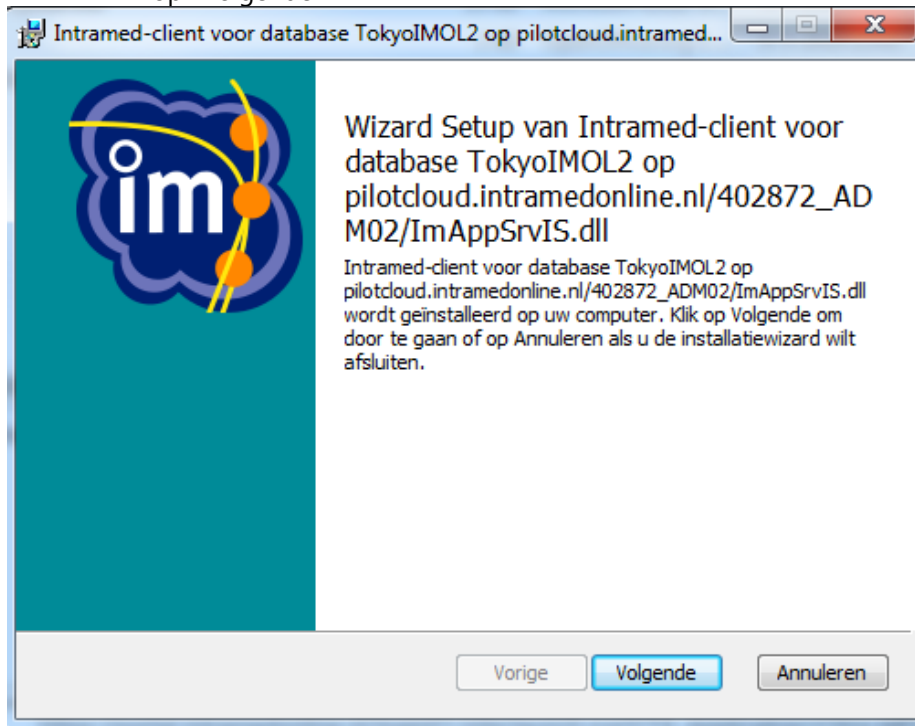 op Volgende
Intramed-client voor database TokyoIMOL2 op pilotcloud.intramed...
im
Wizard Setup van Intramed-client voor
database TokyoIMOL2 op
pilotcloud.intramedonline.nl/402872_AD
M02/ImAppSrvIS.dll
Intramed-client voor database TokyoIMOL2 op
pilotcloud.intramedonline.nl/402872_ADM02/ImAppSrvIS.dll
wordt geïnstalleerd op uw computer. Klik op Volgende om
door te gaan of op Annuleren als u de installatiewizard wilt
afsluiten.
Vorige Volgende Annuleren